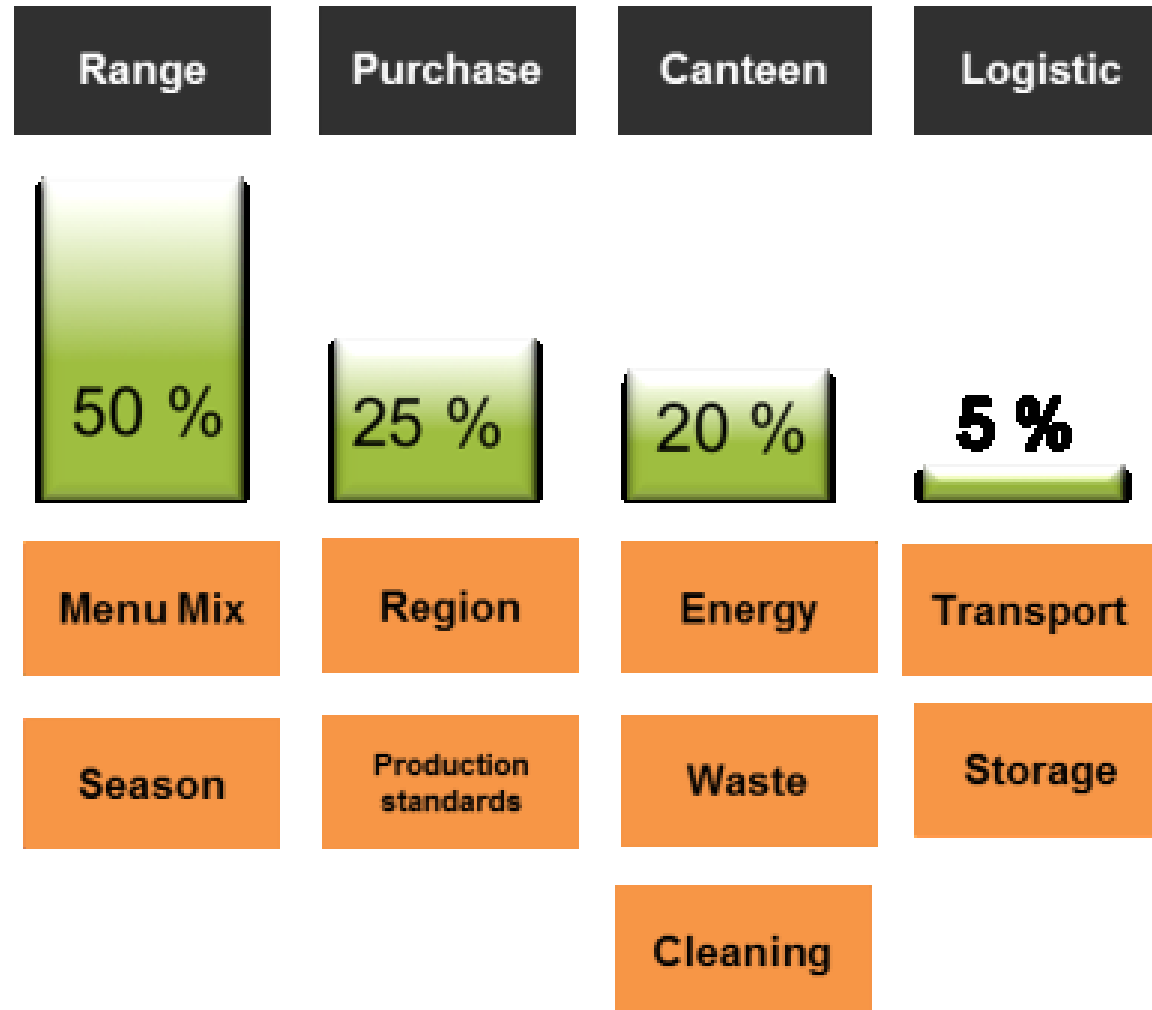 Range
Purchase
Canteen
Logistic
50 %
25 %
20 %
5 %
Menu Mix
Region
Energy
Transport
Season
Production
standards
Waste
Storage
Cleaning